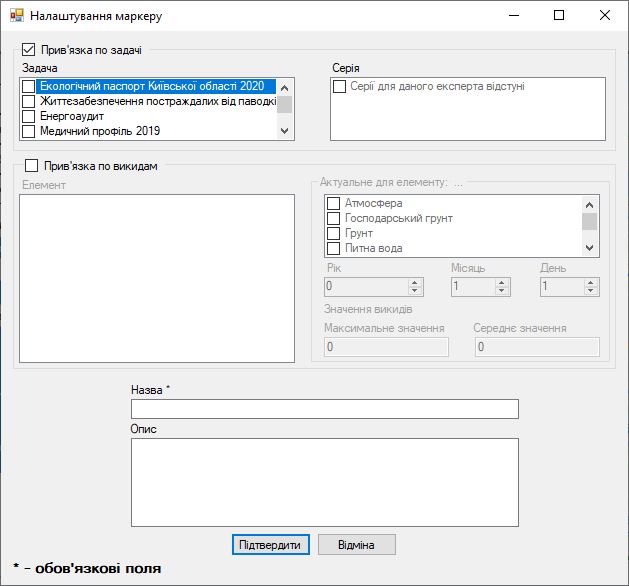 Налаштування маркеру
Прив'язка по задачі
Задача
Екологічний паспорт Київської області 2020
Життєзабезпечення постраждалих від паводкі
Енергоаудит
Медичний профіль 2019
Серія
Серії для даного експерта відстуні
Прив'язка по викидам
Елемент
Актуальне для елементу: ...
Атмосфера
Господарський грунт
Грунт
Питна вода
Рік
Місяць
День
0
1
1
Значення викидів
Максимальне значення
Середнє значення
0
0
Назва *
Опис
Підтвердити
Відміна
* - обов'язкові поля